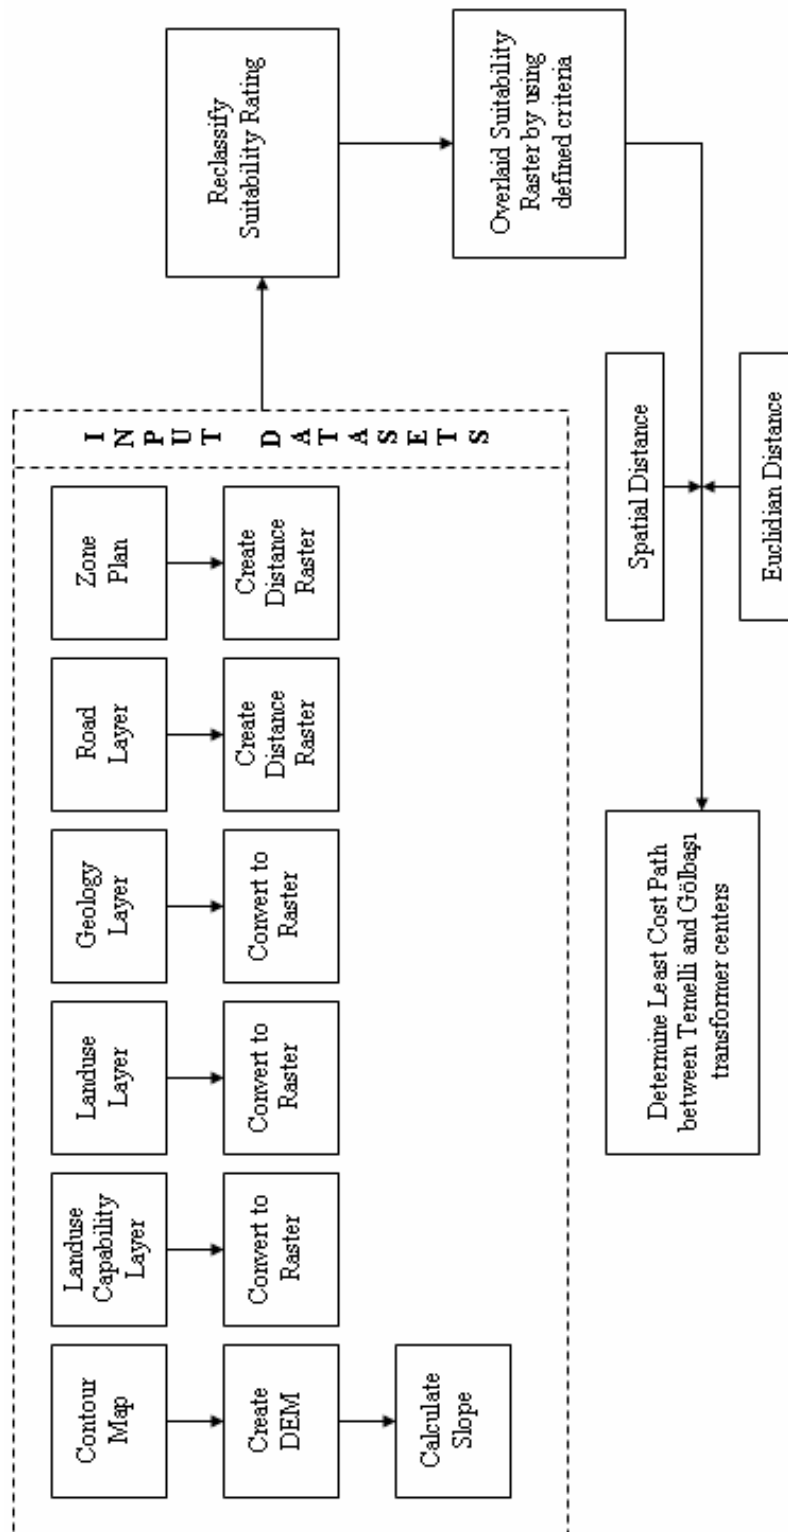 Contour
Map
Landuse
Capability
Layer
Landuse
Layer
Geology
Layer
Road
Layer
Zone
Plan
Create
DEM
Convert to
Raster
Convert to
Raster
Convert to
Raster
Create
Distance
Raster
Create
Distance
Raster
Calculate
Slope
INPUT DATASETS
Reclassify
Suitability Rating
Overlaid Suitability
Raster by using
defined criteria
Spatial Distance
Euclidian Distance
Determine Least Cost Path
between Temelli and Gölbaşı
transformer centers